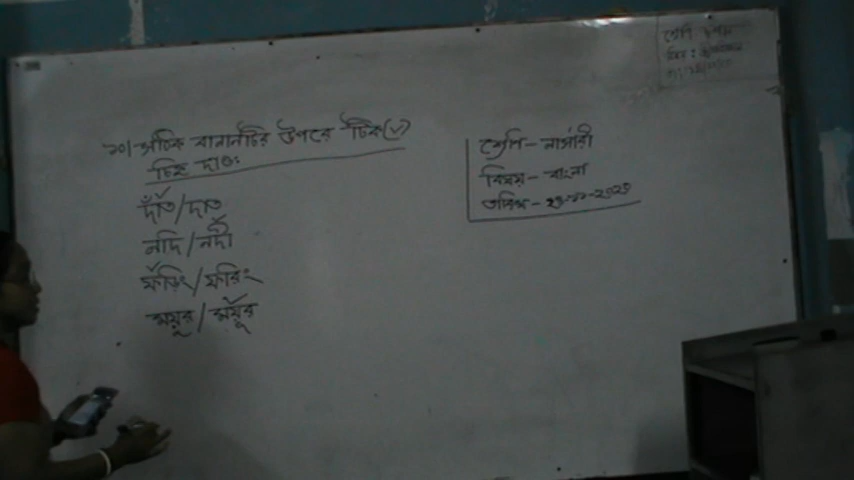 ১০। সঠিক বানানটির উপরে টিক(✓)
চিহ্ন দাও:
দাঁত/দাত
নদি/নদী
ফড়িং/ফরিং
ময়ুর/ময়ূর
শ্রেণি-নার্সারী
বিষয়-বাংলা
তারিখ-
শ্রেণি